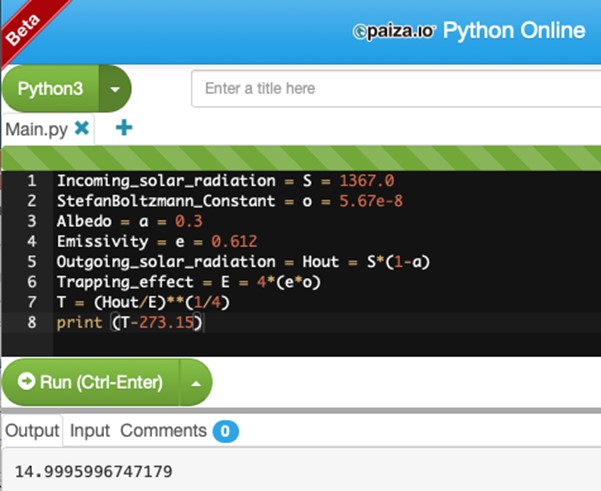 Beta
paiza.io Python Online
Python3
Enter a title here
Main.py
1 Incoming_solar_radiation = S = 1367.0
2 StefanBoltzmann_Constant = o = 5.67e-8
3 Albedo = a = 0.3
4 Emissivity = e = 0.612
5 Outgoing_solar_radiation = Hout = S*(1-a)
6 Trapping_effect = E = 4*(e*o)
7 T = (Hout/E)**(1/4)
8 print (T-273.15)
Run (Ctrl-Enter)
Output Input Comments 0
14.9995996747179